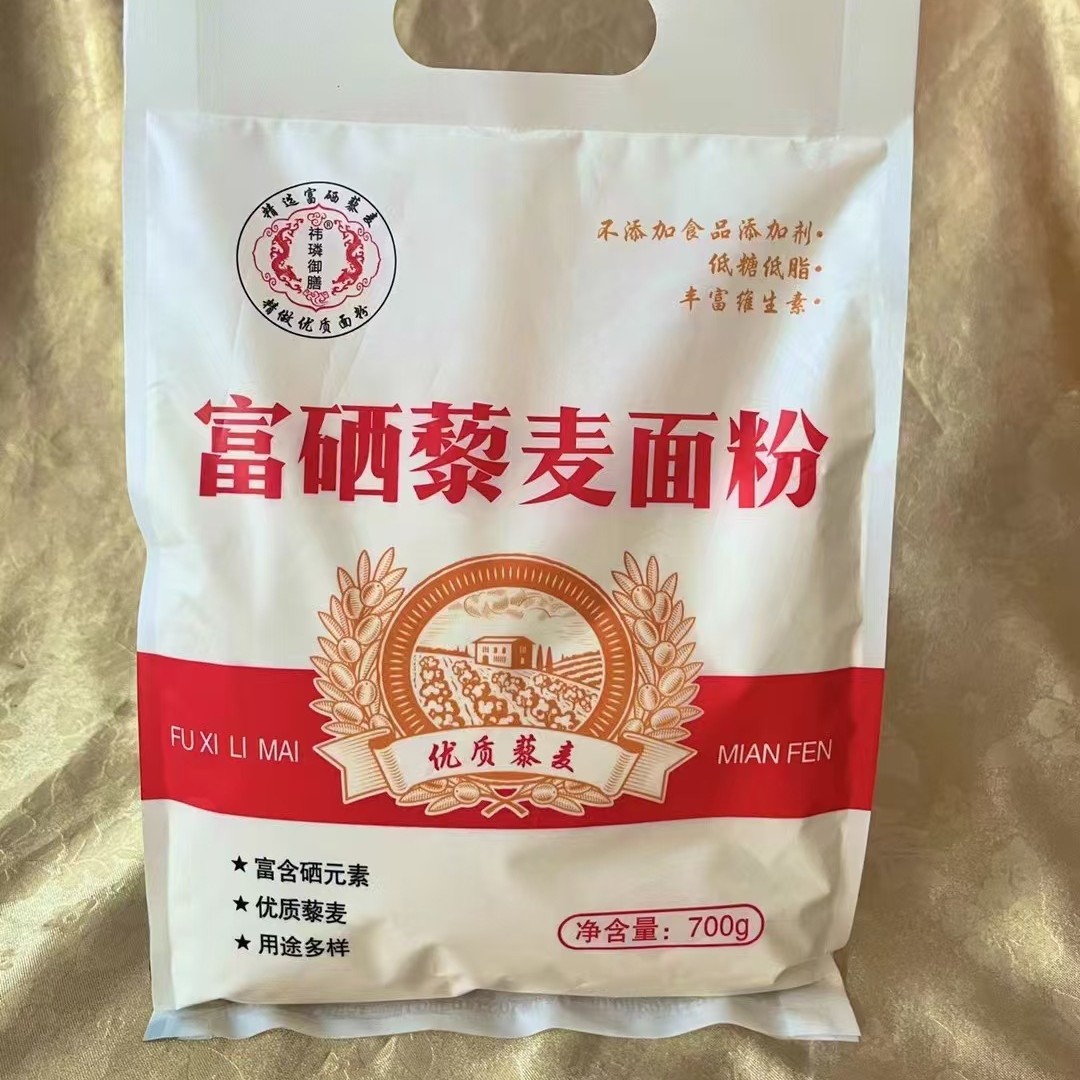 精选富硒藜麦
祎璘御膳®
精做优质面粉
不添加食品添加剂·
低糖低脂·
丰富维生素·
富硒藜麦面粉
FU XI LI MAI
优质藜麦
MIAN FEN
★富含硒元素
★优质藜麦
★用途多样
净含量：700g